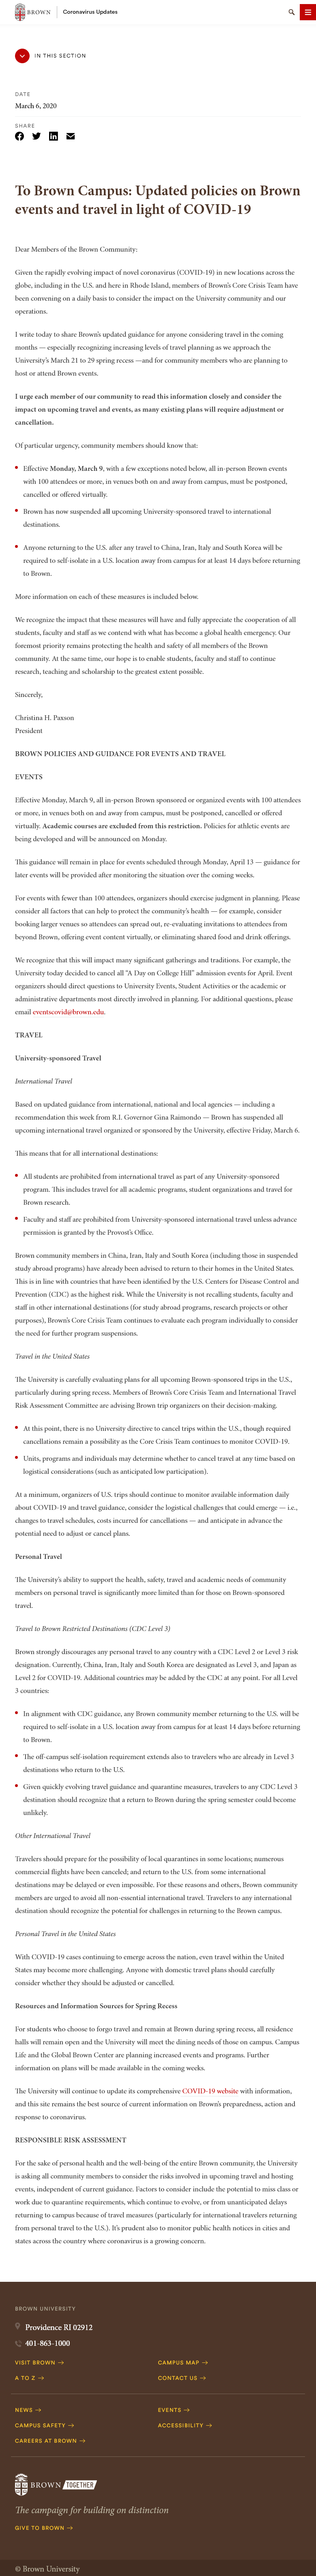 BROWN
Coronavirus Updates
IN THIS SECTION
DATE
March 6, 2020
SHARE
To Brown Campus: Updated policies on Brown
events and travel in light of COVID-19
Dear Members of the Brown Community:
Given the rapidly evolving impact of novel coronavirus (COVID-19) in new locations across the
globe, including in the U.S. and here in Rhode Island, members of Brown's Core Crisis Team have
been convening on a daily basis to consider the impact on the University community and our
operations.
I write today to share Brown's updated guidance for anyone considering travel in the coming
months — especially recognizing increasing levels of travel planning as we approach the
University's March 21 to 29 spring recess —and for community members who are planning to
host or attend Brown events.
I urge each member of our community to read this information closely and consider the
impact on upcoming travel and events, as many existing plans will require adjustment or
cancellation.
Of particular urgency, community members should know that:
Effective Monday, March 9, with a few exceptions noted below, all in-person Brown events
with 100 attendees or more, in venues both on and away from campus, must be postponed,
cancelled or offered virtually.
Brown has now suspended all upcoming University-sponsored travel to international
destinations.
Anyone returning to the U.S. after any travel to China, Iran, Italy and South Korea will be
required to self-isolate in a U.S. location away from campus for at least 14 days before returning
to Brown.
More information on each of these measures is included below.
We recognize the impact that these measures will have and fully appreciate the cooperation of all
students, faculty and staff as we contend with what has become a global health emergency. Our
foremost priority remains protecting the health and safety of all members of the Brown
community. At the same time, our hope is to enable students, faculty and staff to continue
research, teaching and scholarship to the greatest extent possible.
Sincerely,
Christina H. Paxson
President
BROWN POLICIES AND GUIDANCE FOR EVENTS AND TRAVEL
EVENTS
Effective Monday, March 9, all in-person Brown sponsored or organized events with 100 attendees
or more, in venues both on and away from campus, must be postponed, cancelled or offered
virtually. Academic courses are excluded from this restriction. Policies for athletic events are
being developed and will be announced on Monday.
This guidance will remain in place for events scheduled through Monday, April 13 — guidance for
later events will be provided after monitoring the situation over the coming weeks.
For events with fewer than 100 attendees, organizers should exercise judgment in planning. Please
consider all factors that can help to protect the community's health — for example, consider
booking larger venues so attendees can spread out, re-evaluating invitations to attendees from
beyond Brown, offering event content virtually, or eliminating shared food and drink offerings.
We recognize that this will impact many significant gatherings and traditions. For example, the
University today decided to cancel all "A Day on College Hill" admission events for April. Event
organizers should direct questions to University Events, Student Activities or the academic or
administrative departments most directly involved in planning. For additional questions, please
email eventscovid@brown.edu.
TRAVEL
University-sponsored Travel
International Travel
Based on updated guidance from international, national and local agencies — including a
recommendation this week from R.I. Governor Gina Raimondo — Brown has suspended all
upcoming international travel organized or sponsored by the University, effective Friday, March 6.
This means that for all international destinations:
All students are prohibited from international travel as part of any University-sponsored
program. This includes travel for all academic programs, student organizations and travel for
Brown research.
Faculty and staff are prohibited from University-sponsored international travel unless advance
permission is granted by the Provost's Office.
Brown community members in China, Iran, Italy and South Korea (including those in suspended
study abroad programs) have already been advised to return to their homes in the United States.
This is in line with countries that have been identified by the U.S. Centers of Disease Control and
Prevention (CDC) as the highest risk. While the University is not recalling students, faculty and
staff in other international destinations (for study abroad programs, research projects or other
purposes), Brown's Core Crisis Team continues to evaluate each program individually to consider
the need for further program suspensions.
Travel in the United States
The University is carefully evaluating plans for all upcoming Brown-sponsored trips in the U.S.,
particularly during spring recess. Members of Brown's Core Crisis Team and International Travel
Risk Assessment Committee are advising Brown trip organizers on their decision-making.
At this point, there is no University directive to cancel trips within the U.S., though required
cancellations remain a possibility as the Core Crisis Team continues to monitor COVID-19.
Units, programs and individuals may determine whether to cancel travel at any time based on
logistical considerations (such as anticipated low participation).
At a minimum, organizers of U.S. trips should continue to monitor available information daily
about COVID-19 and travel guidance, consider the logistical challenges that could emerge — i.e.,
changes to travel schedules, costs incurred for cancellations — and anticipate in advance the
potential need to adjust or cancel plans.
Personal Travel
The University's ability to support the health, safety, travel and academic needs of community
members on personal travel is significantly more limited than for those on Brown-sponsored
travel.
Travel to Brown Restricted Destinations (CDC Level 3)
Brown strongly discourages any personal travel to any country with a CDC Level 2 or Level 3 risk
designation. Currently, China, Iran, Italy and South Korea are designated as Level 3, and Japan as
Level 2 for COVID-19. Additional countries may be added by the CDC at any point. For all Level
3 countries:
In alignment with CDC guidance, any Brown community member returning to the U.S. will be
required to self-isolate in a U.S. location away from campus for at least 14 days before returning
to Brown.
The off-campus self-isolation requirement extends also to travelers who are already in Level 3
destinations who return to the U.S.
Given quickly evolving travel guidance and quarantine measures, travelers to any CDC Level 3
destination should recognize that a return to Brown during the spring semester could become
unlikely.
Other International Travel
Travelers should prepare for the possibility of local quarantines in some locations; numerous
commercial flights have been canceled; and return to the U.S. from some international
destinations may be delayed or even impossible. For these reasons and others, Brown community
members are urged to avoid all non-essential international travel. Travelers to any international
destination should recognize the potential for challenges in returning to the Brown campus.
Personal Travel in the United States
With COVID-19 cases continuing to emerge across the nation, even travel within the United
States may become more challenging. Anyone with domestic travel plans should carefully
consider whether they should be adjusted or cancelled.
Resources and Information Sources for Spring Recess
For students who choose to forgo travel and remain at Brown during spring recess, all residence
halls will remain open and the University will meet the dining needs of those on campus. Campus
Life and the Global Brown Center are planning increased events and programs. Further
information on plans will be made available in the coming weeks.
The University will continue to update its comprehensive COVID-19 website with information,
and this site remains the best source of current information on Brown's preparedness, action and
response to coronavirus.
RESPONSIBLE RISK ASSESSMENT
For the sake of personal health and the well-being of the entire Brown community, the University
is asking all community members to consider the risks involved in upcoming travel and hosting
events, independent of current guidance. Factors to consider include the potential to miss class or
work due to quarantine requirements, which continue to evolve, or from unanticipated delays
returning to campus because of travel measures (particularly for international travelers returning
from personal travel to the U.S.). It's prudent also to monitor public health notices in cities and
states across the country where coronavirus is a growing concern.
BROWN UNIVERSITY
Providence RI 02912
401-863-1000
VISIT BROWN
CAMPUS MAP
A TO Z
CONTACT US
NEWS
EVENTS
CAMPUS SAFETY
ACCESSIBILITY
CAREERS AT BROWN
BROWN TOGETHER
The campaign for building on distinction
GIVE TO BROWN
© Brown University